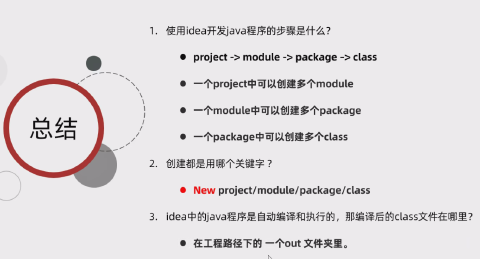 总结
1. 使用idea开发java程序的步骤是什么?
● project -> module -> package -> class
● 一个project中可以创建多个module
● 一个module中可以创建多个package
● 一个package中可以创建多个class
2. 创建都是用哪个关键字？
● New project/module/package/class
3. idea中的java程序是自动编译和执行的，那编译后的class文件在哪里?
● 在工程路径下的 一个out 文件夹里。